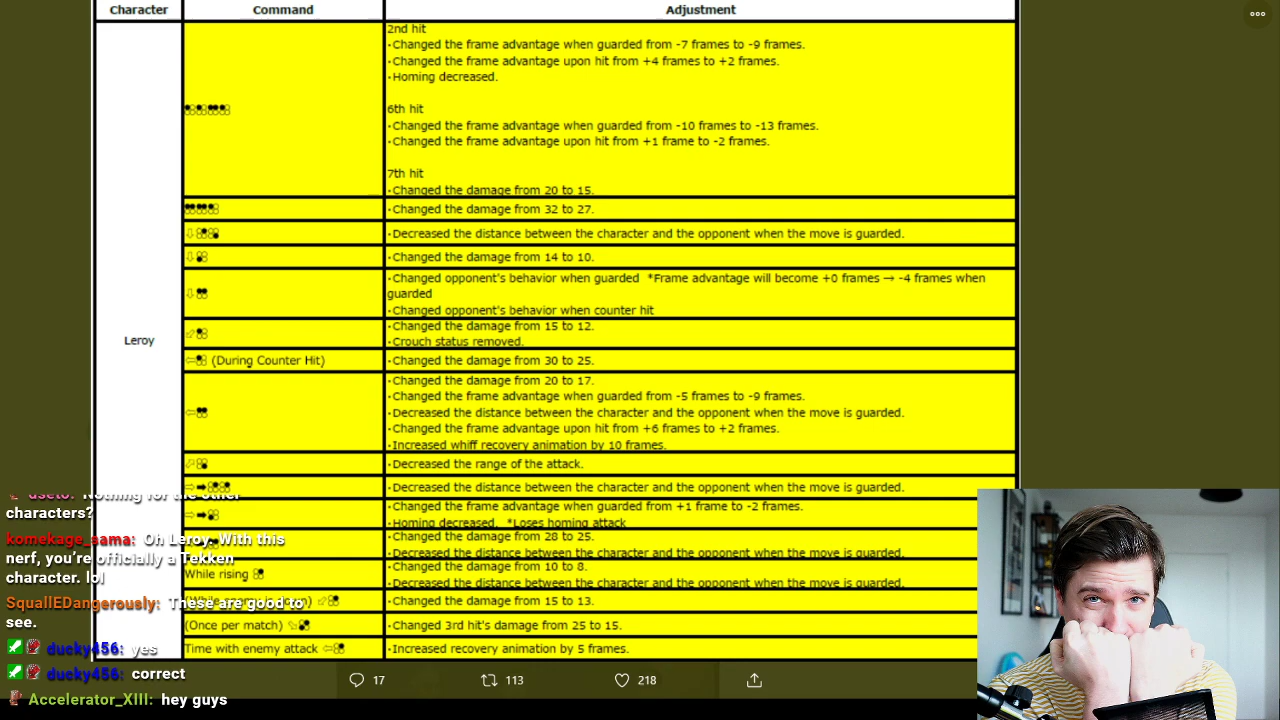 Character Command Adjustment
2nd hit
•Changed the frame advantage when guarded from -7 frames to -9 frames.
•Changed the frame advantage upon hit from +4 frames to +2 frames.
•Homing decreased.
6th hit
•Changed the frame advantage when guarded from -10 frames to -13 frames.
•Changed the frame advantage upon hit from +1 frame to -2 frames.
7th hit
•Changed the damage from 20 to 15.
•Changed the damage from 32 to 27.
•Decreased the distance between the character and the opponent when the move is guarded.
•Changed the damage from 14 to 10.
•Changed opponent's behavior when guarded *Frame advantage will become +0 frames → -4 frames when
guarded
•Changed opponent's behavior when counter hit
•Changed the damage from 15 to 12.
•Crouch status removed.
Leroy
(During Counter Hit) •Changed the damage from 30 to 25.
•Changed the damage from 20 to 17.
•Changed the frame advantage when guarded from -5 frames to -9 frames.
•Decreased the distance between the character and the opponent when the move is guarded.
•Changed the frame advantage upon hit from +6 frames to +2 frames.
•Increased whiff recovery animation by 10 frames.
•Decreased the range of the attack.
•Decreased the distance between the character and the opponent when the move is guarded.
•Changed the frame advantage when guarded from +1 frame to -2 frames.
•Homing decreased. *Loses homing attack
•Changed the damage from 28 to 25.
•Decreased the distance between the character and the opponent when the move is guarded.
While rising •Changed the damage from 10 to 8.
•Decreased the distance between the character and the opponent when the move is guarded.
•Changed the damage from 15 to 13.
(Once per match) •Changed 3rd hit's damage from 25 to 15.
Time with enemy attack •Increased recovery animation by 5 frames.
17 113 218
useto: Nothing for the other
characters?
komekage_sama: Oh Leroy. With this
nerf, you're officially a Tekken
character. lol
SquallEDangerously: These are good to
see.
ducky456: yes
ducky456: correct
Accelerator_XIII: hey guys